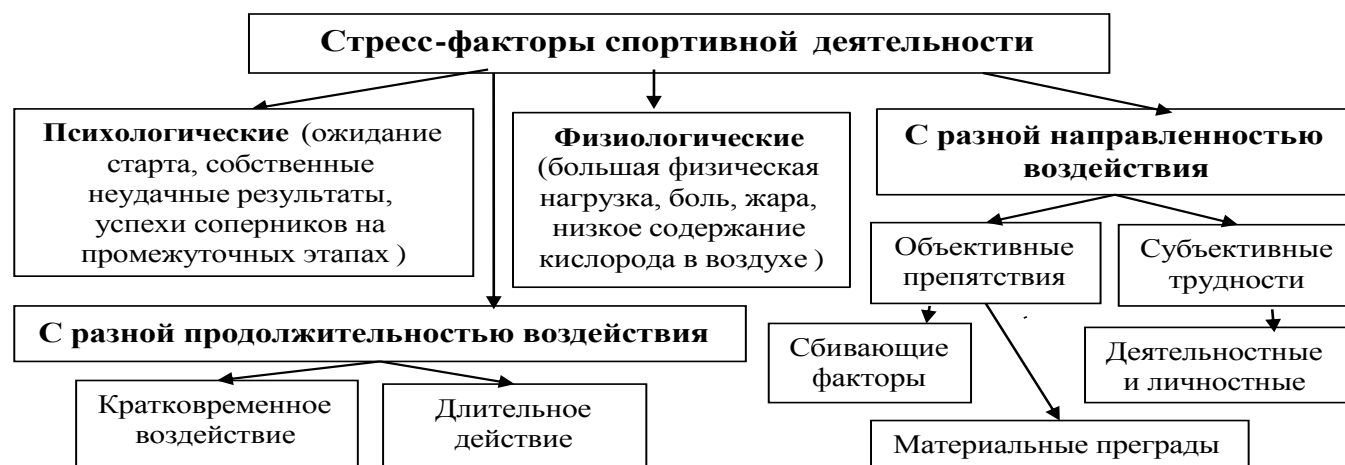 Стресс-факторы спортивной деятельности
Психологические (ожидание
старта, собственные
неудачные результаты,
успехи соперников на
промежуточных этапах )
Физиологические
(большая физическая
нагрузка, боль, жара,
низкое содержание
кислорода в воздухе )
С разной направленностью
воздействия
Объективные
препятствия
Субъективные
трудности
С разной продолжительностью воздействия
Сбивающие
факторы
Деятельностные
и личностные
Кратковременное
воздействие
Длительное
действие
Материальные преграды